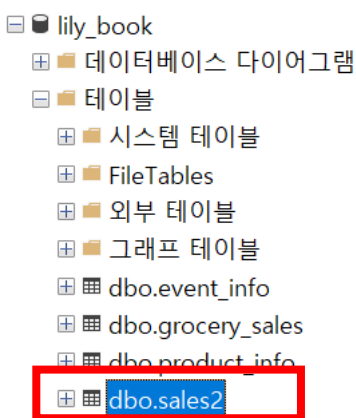 lily_book
데이터베이스 다이어그램
테이블
시스템 테이블
FileTables
외부 테이블
그래프 테이블
dbo.event_info
dbo.grocery_sales
dbo.product_info
dbo.sales2